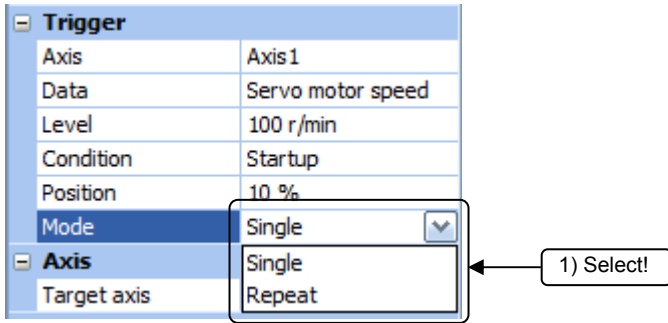 Trigger
Axis Axis1
Data Servo motor speed
Level 100 r/min
Condition Startup
Position 10 %
Mode Single
Axis Single
Target axis Repeat
1) Select!